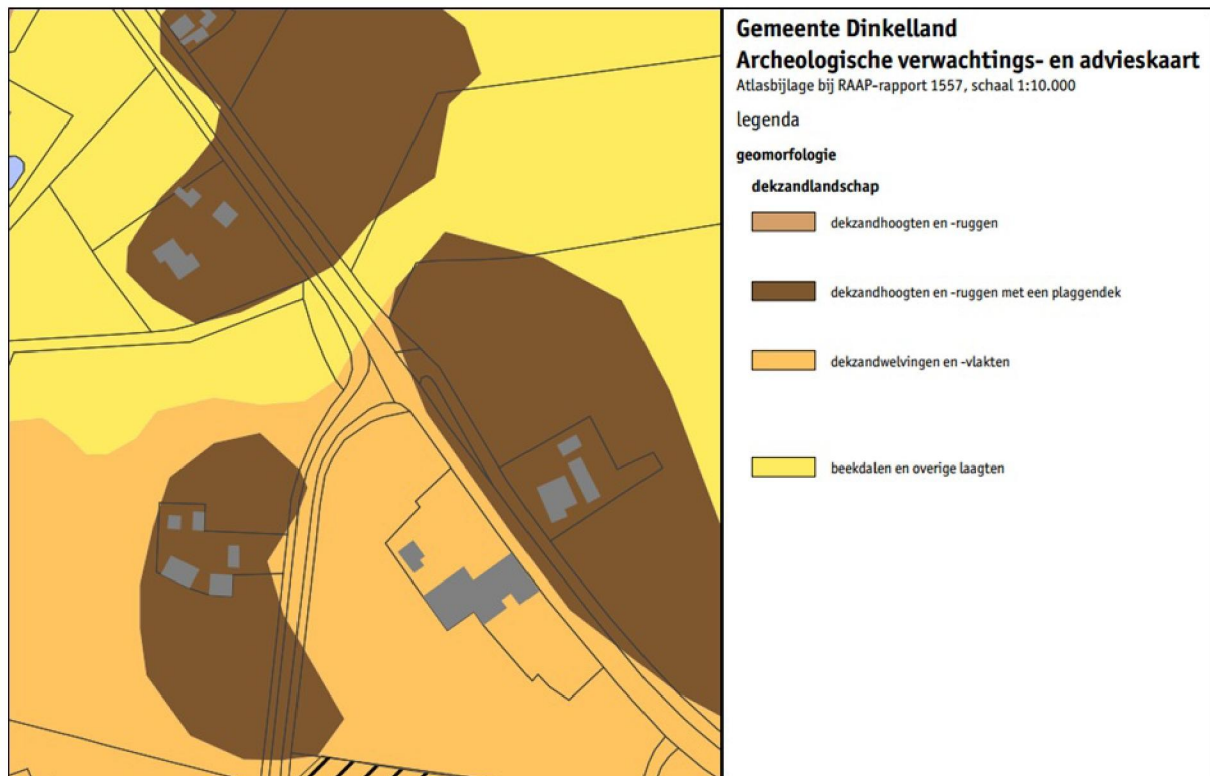 Gemeente Dinkelland
Archeologische verwachtings- en advieskaart
Atlasbijlage bij RAAP-rapport 1557, schaal 1:10.000
legenda
geomorfologie
dekzandlandschap
dekzandhoogten en -ruggen
dekzandhoogten en -ruggen met een plaggendek
dekzandwelvingen en -vlakten
beekdalen en overige laagten